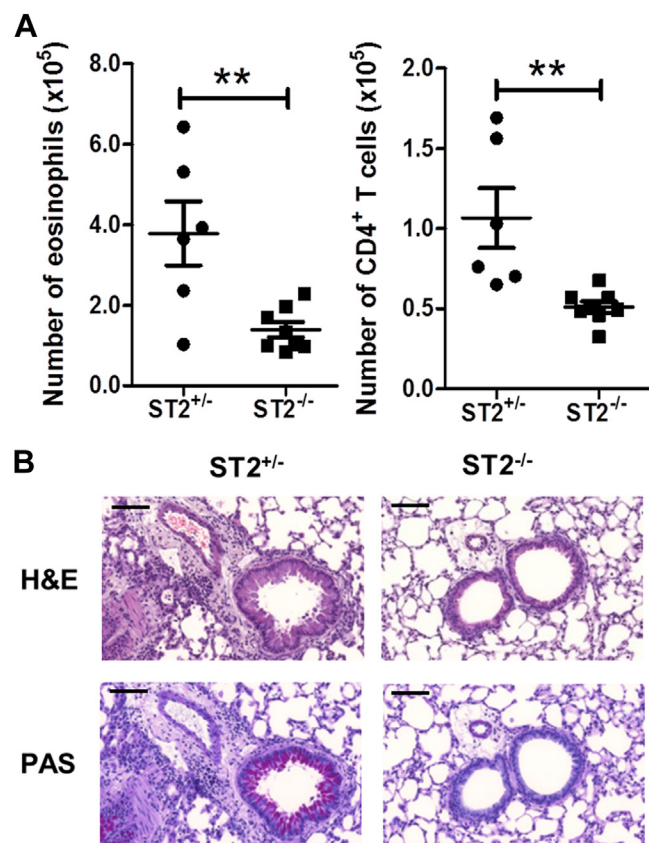 A
Number of eosinophils (x10⁵)
8.0
6.0
4.0
2.0
0.0
**
ST2⁺/⁻
ST2⁻/⁻
Number of CD4⁺ T cells (x10⁵)
2.0
1.5
1.0
0.5
0.0
**
ST2⁺/⁻
ST2⁻/⁻
B
ST2⁺/⁻
ST2⁻/⁻
H&E
PAS